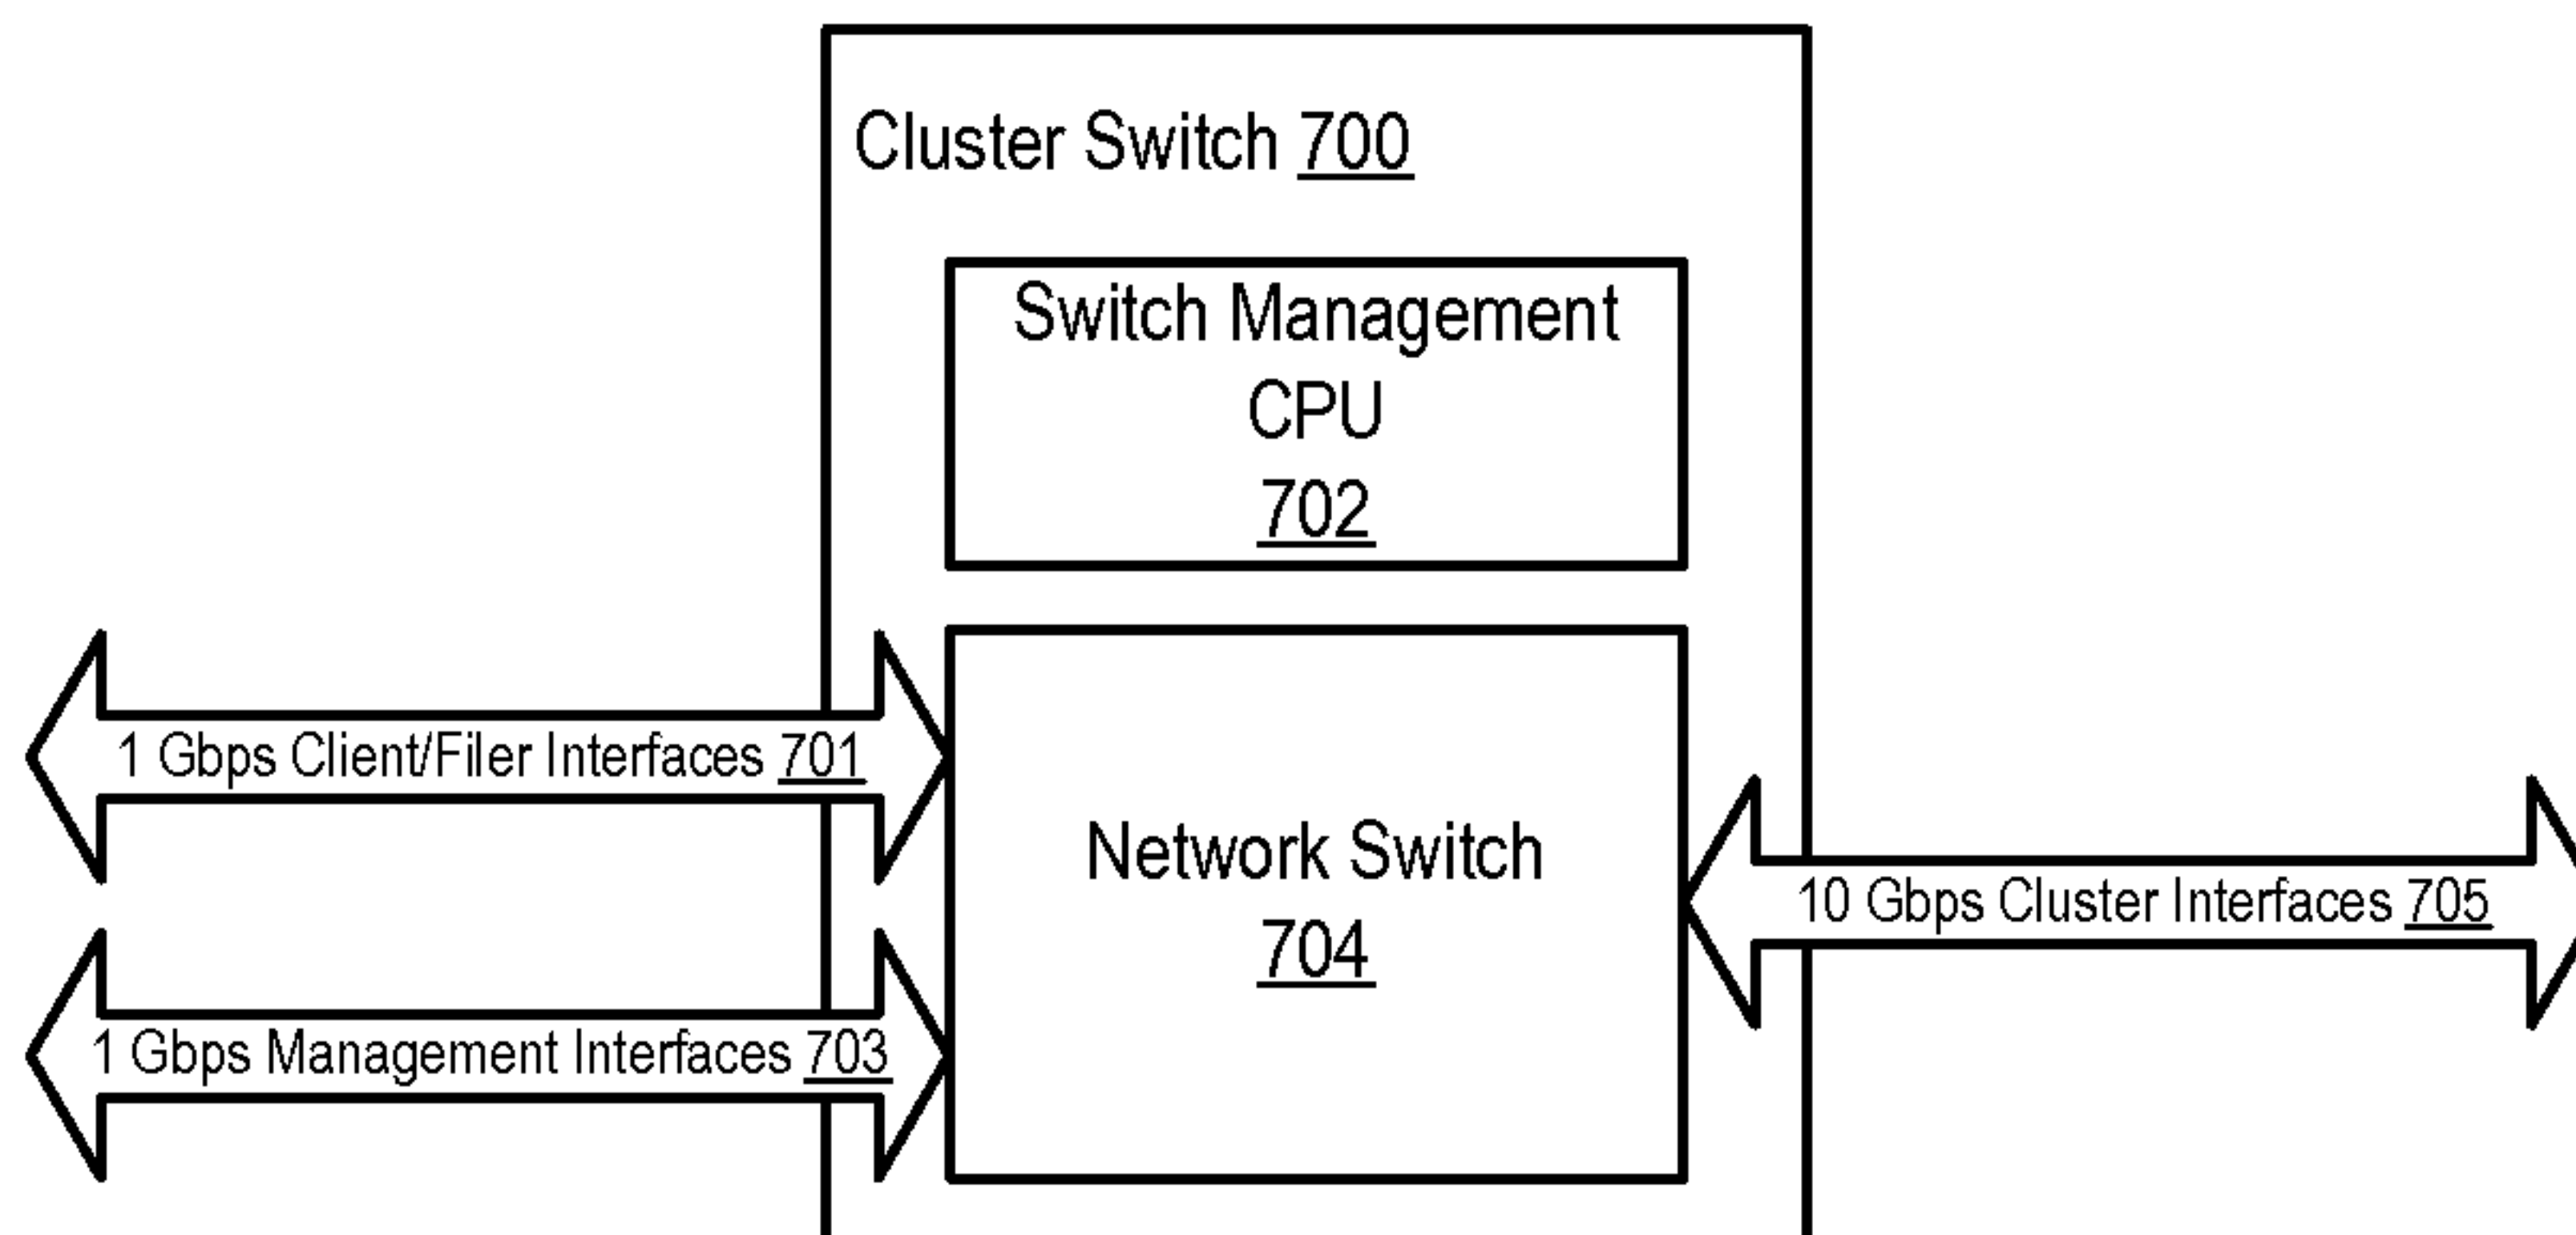 Cluster Switch 700
Switch Management
CPU
702
1 Gbps Client/Filer Interfaces 701
Network Switch
704
10 Gbps Cluster Interfaces 705
1 Gbps Management Interfaces 703